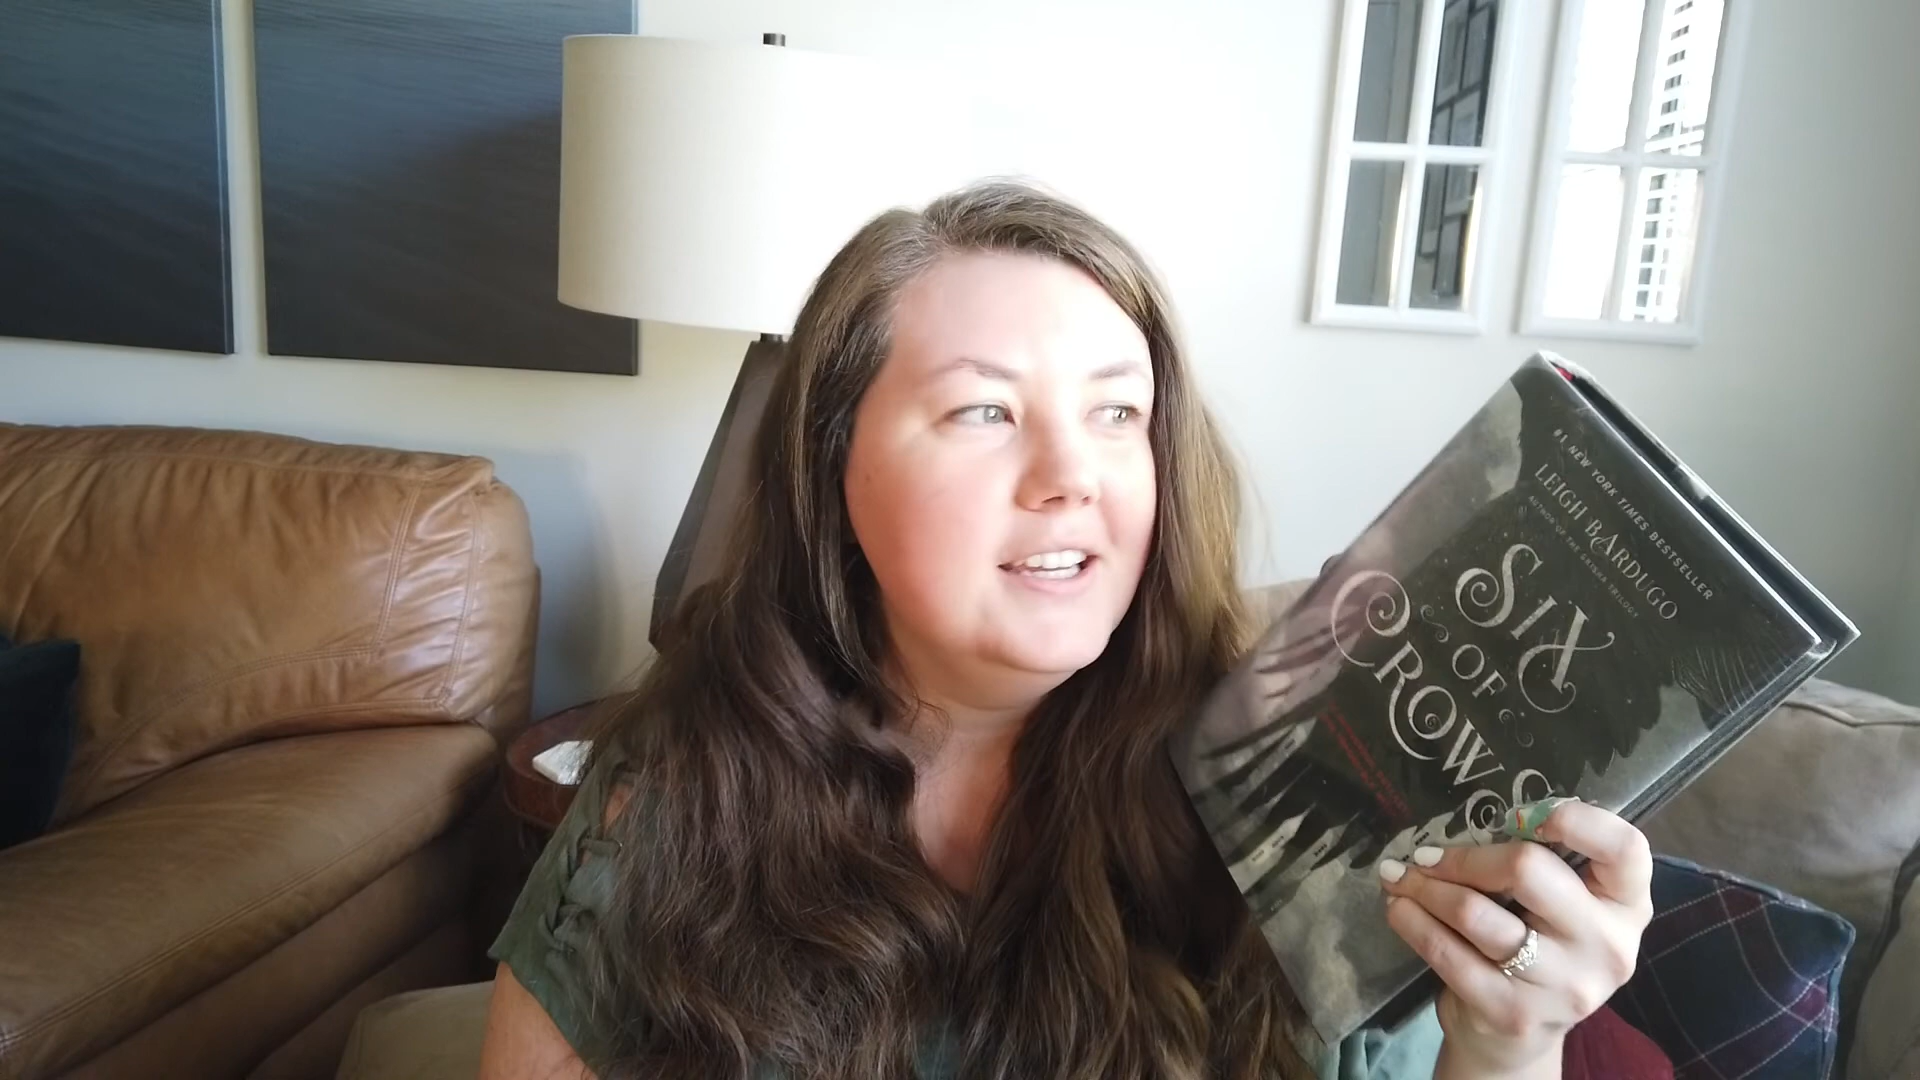 #1 NEW YORK TIMES BESTSELLER
LEIGH BARDUGO
AUTHOR OF THE GRISHA TRILOGY
SIX
OF
CROWS